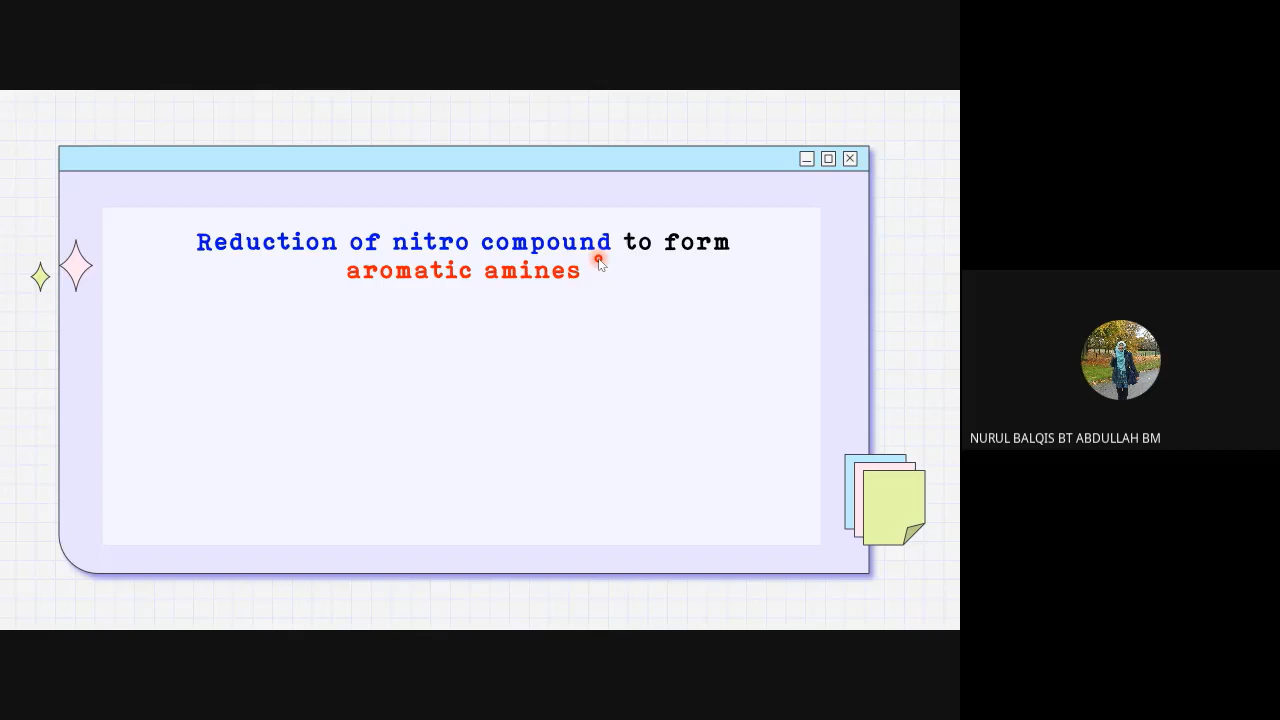 Reduction of nitro compound to form
aromatic amines
NURUL BALQIS BT ABDULLAH BM